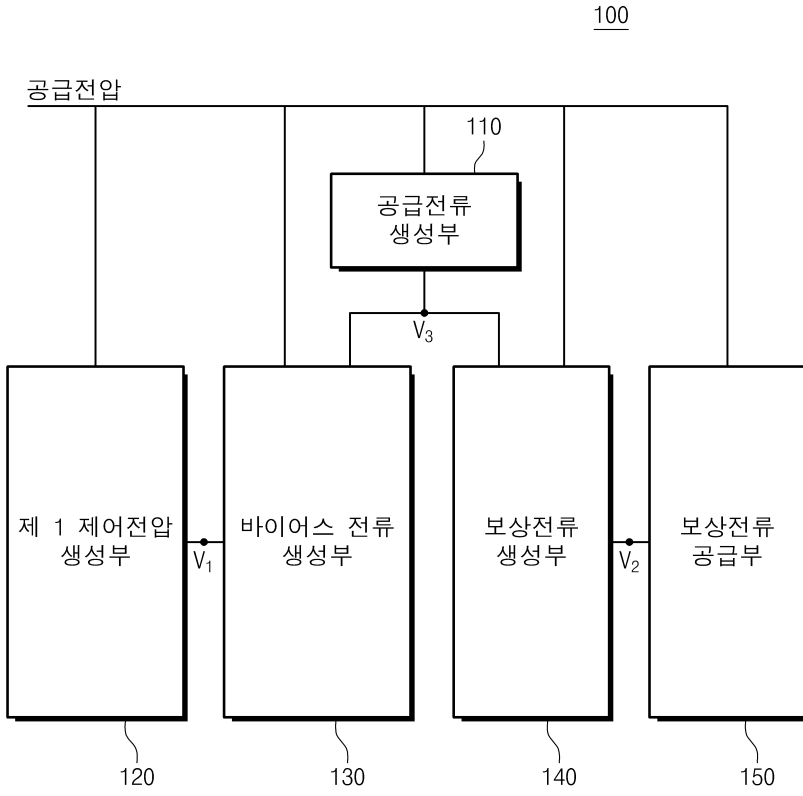 100
공급전압
110
공급전류
생성부
V₃
제 1 제어전압
생성부
V₁
바이어스 전류
생성부
보상전류
생성부
V₂
보상전류
공급부
120
130
140
150